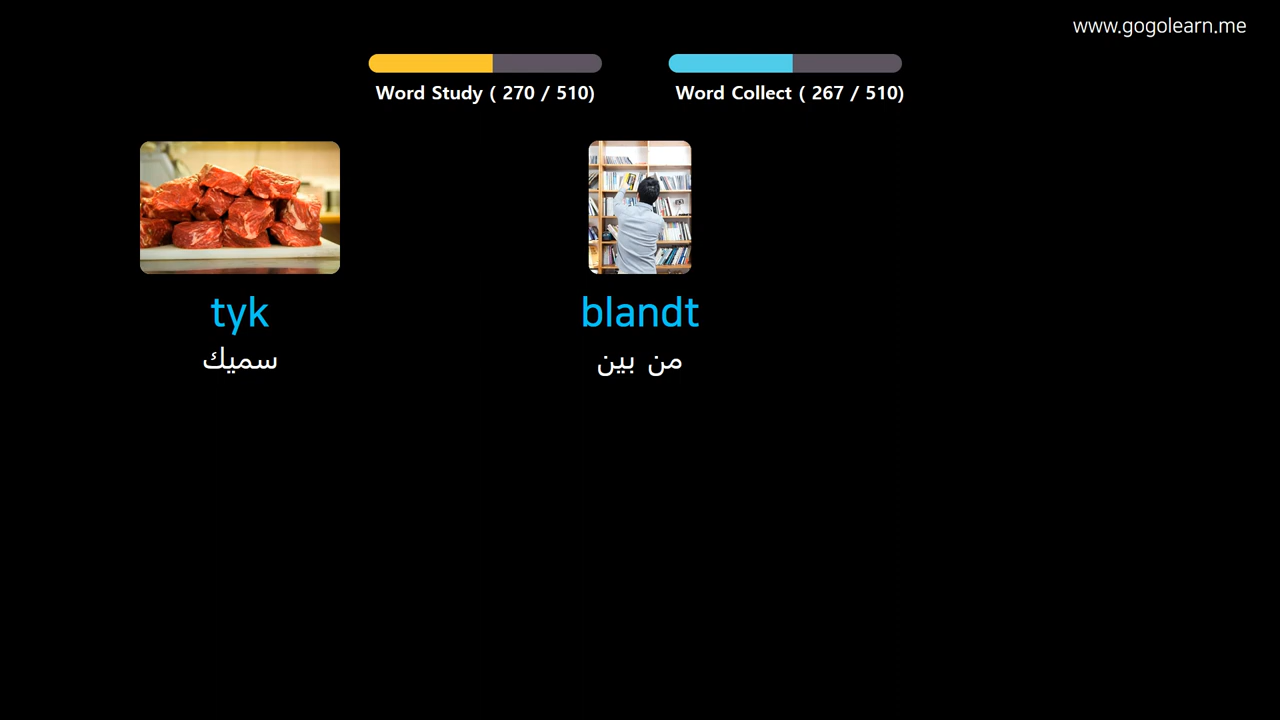 www.gogolearn.me
Word Study ( 270 / 510)
Word Collect ( 267 / 510)
tyk
سميك
blandt
من بين